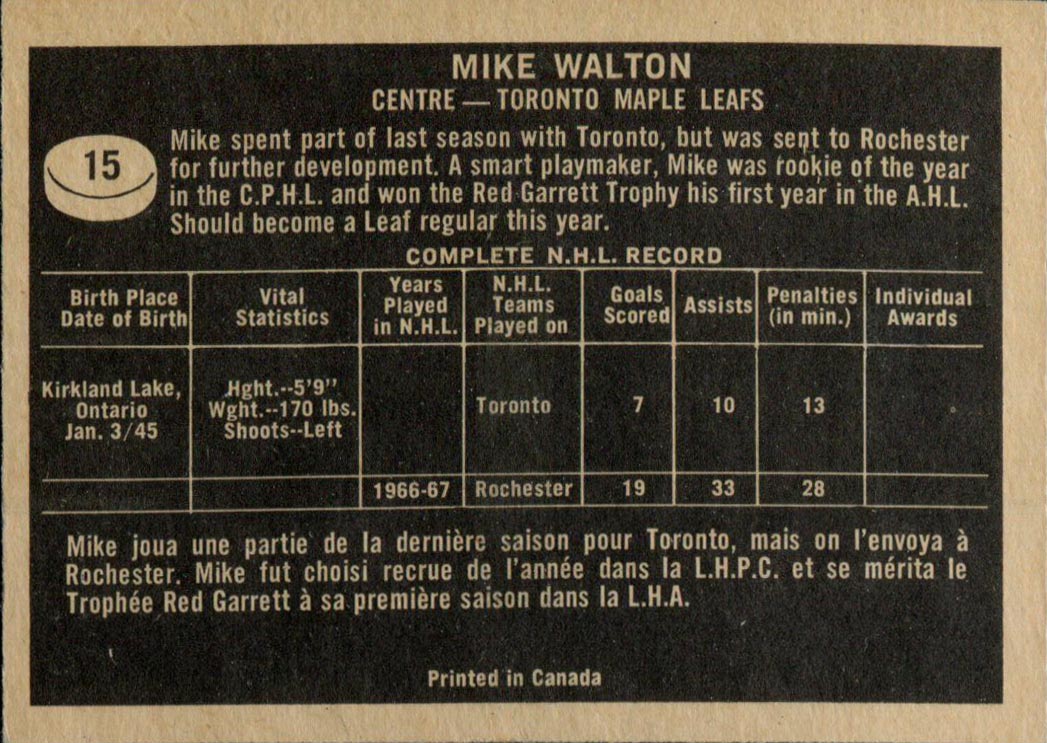 MIKE WALTON
CENTRE — TORONTO MAPLE LEAFS
15
Mike spent part of last season with Toronto, but was sent to Rochester
for further development. A smart playmaker, Mike was rookie of the year
in the C.P.H.L. and won the Red Garrett Trophy his first year in the A.H.L.
Should become a Leaf regular this year.
COMPLETE N.H.L. RECORD
Birth Place
Date of Birth
Vital
Statistics
Years
Played
in N.H.L.
N.H.L.
Teams
Played on
Goals
Scored
Assists
Penalties
(in min.)
Individual
Awards
Kirkland Lake,
Ontario
Jan. 3/45
Hght.--5'9"
Wght.--170 lbs.
Shoots--Left
Toronto 7 10 13
1966-67 Rochester 19 33 28
Mike joua une partie de la dernière saison pour Toronto, mais on l'envoya à
Rochester. Mike fut choisi recrue de l'année dans la L.H.P.C. et se mérita le
Trophée Red Garrett à sa première saison dans la L.H.A.
Printed in Canada